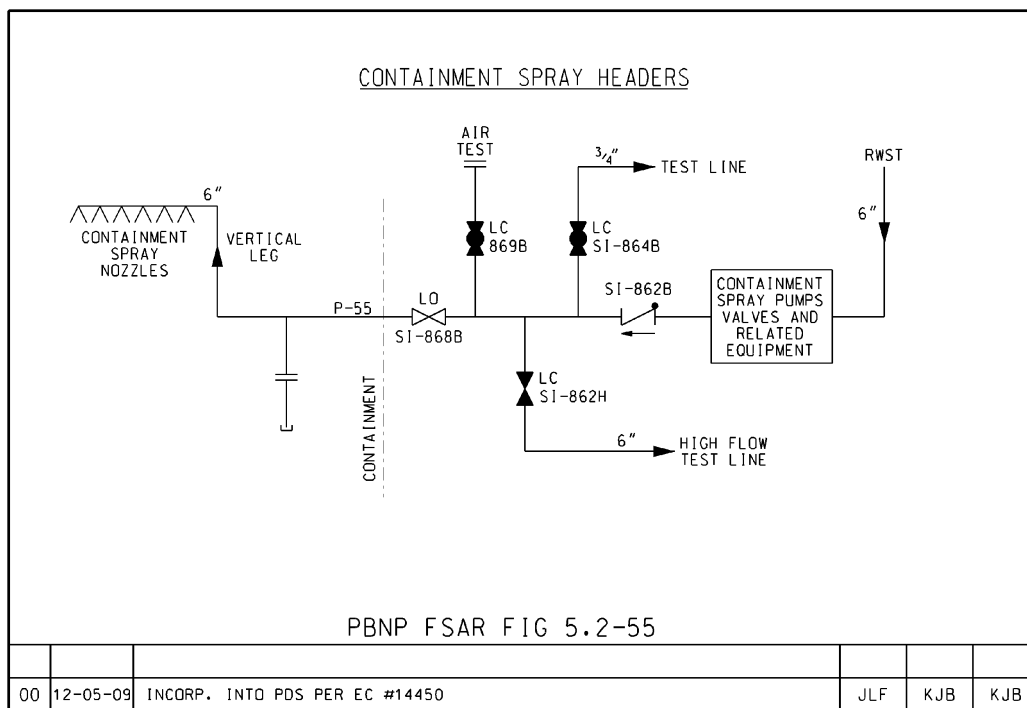 CONTAINMENT SPRAY HEADERS
AIR
TEST
3/4"
TEST LINE
RWST
6"
6"
LC
869B
LC
SI-864B
CONTAINMENT
SPRAY
NOZZLES
VERTICAL
LEG
SI-862B
CONTAINMENT
SPRAY PUMPS
VALVES AND
RELATED
EQUIPMENT
P-55
LO
SI-868B
LC
SI-862H
CONTAINMENT
6"
HIGH FLOW
TEST LINE
PBNP FSAR FIG 5.2-55
00 12-05-09 INCORP. INTO PDS PER EC #14450 JLF KJB KJB